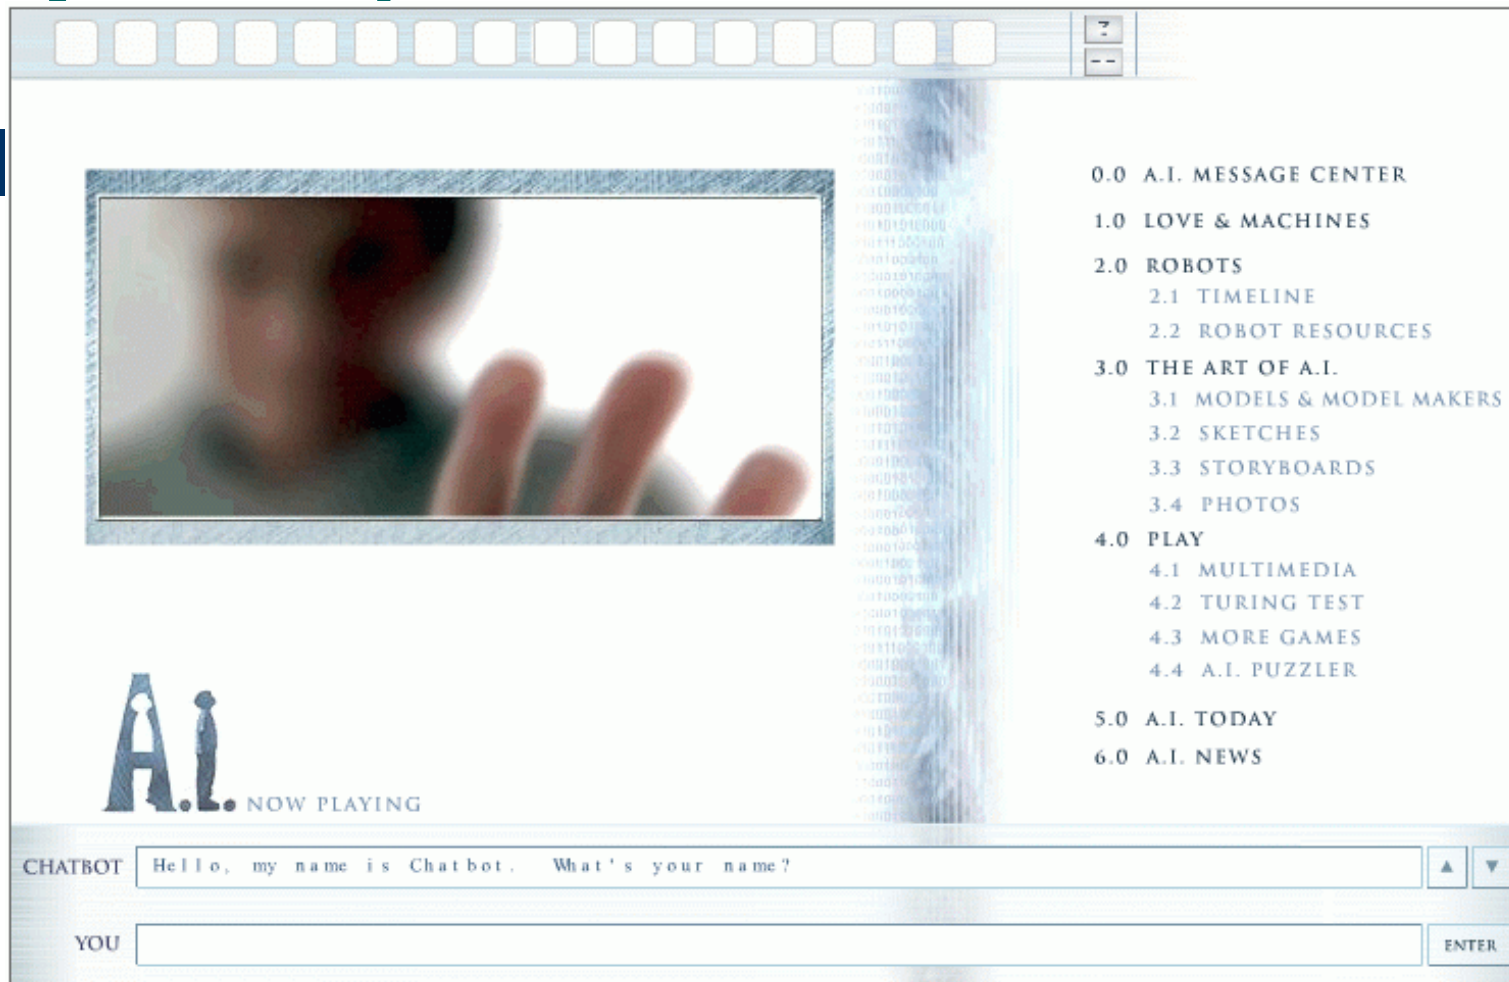 ?
--
0.0 A.I. MESSAGE CENTER
1.0 LOVE & MACHINES
2.0 ROBOTS
2.1 TIMELINE
2.2 ROBOT RESOURCES
3.0 THE ART OF A.I.
3.1 MODELS & MODEL MAKERS
3.2 SKETCHES
3.3 STORYBOARDS
3.4 PHOTOS
4.0 PLAY
4.1 MULTIMEDIA
4.2 TURING TEST
4.3 MORE GAMES
4.4 A.I. PUZZLER
5.0 A.I. TODAY
6.0 A.I. NEWS
A.I. NOW PLAYING
CHATBOT Hello, my name is Chatbot. What's your name?
YOU ENTER